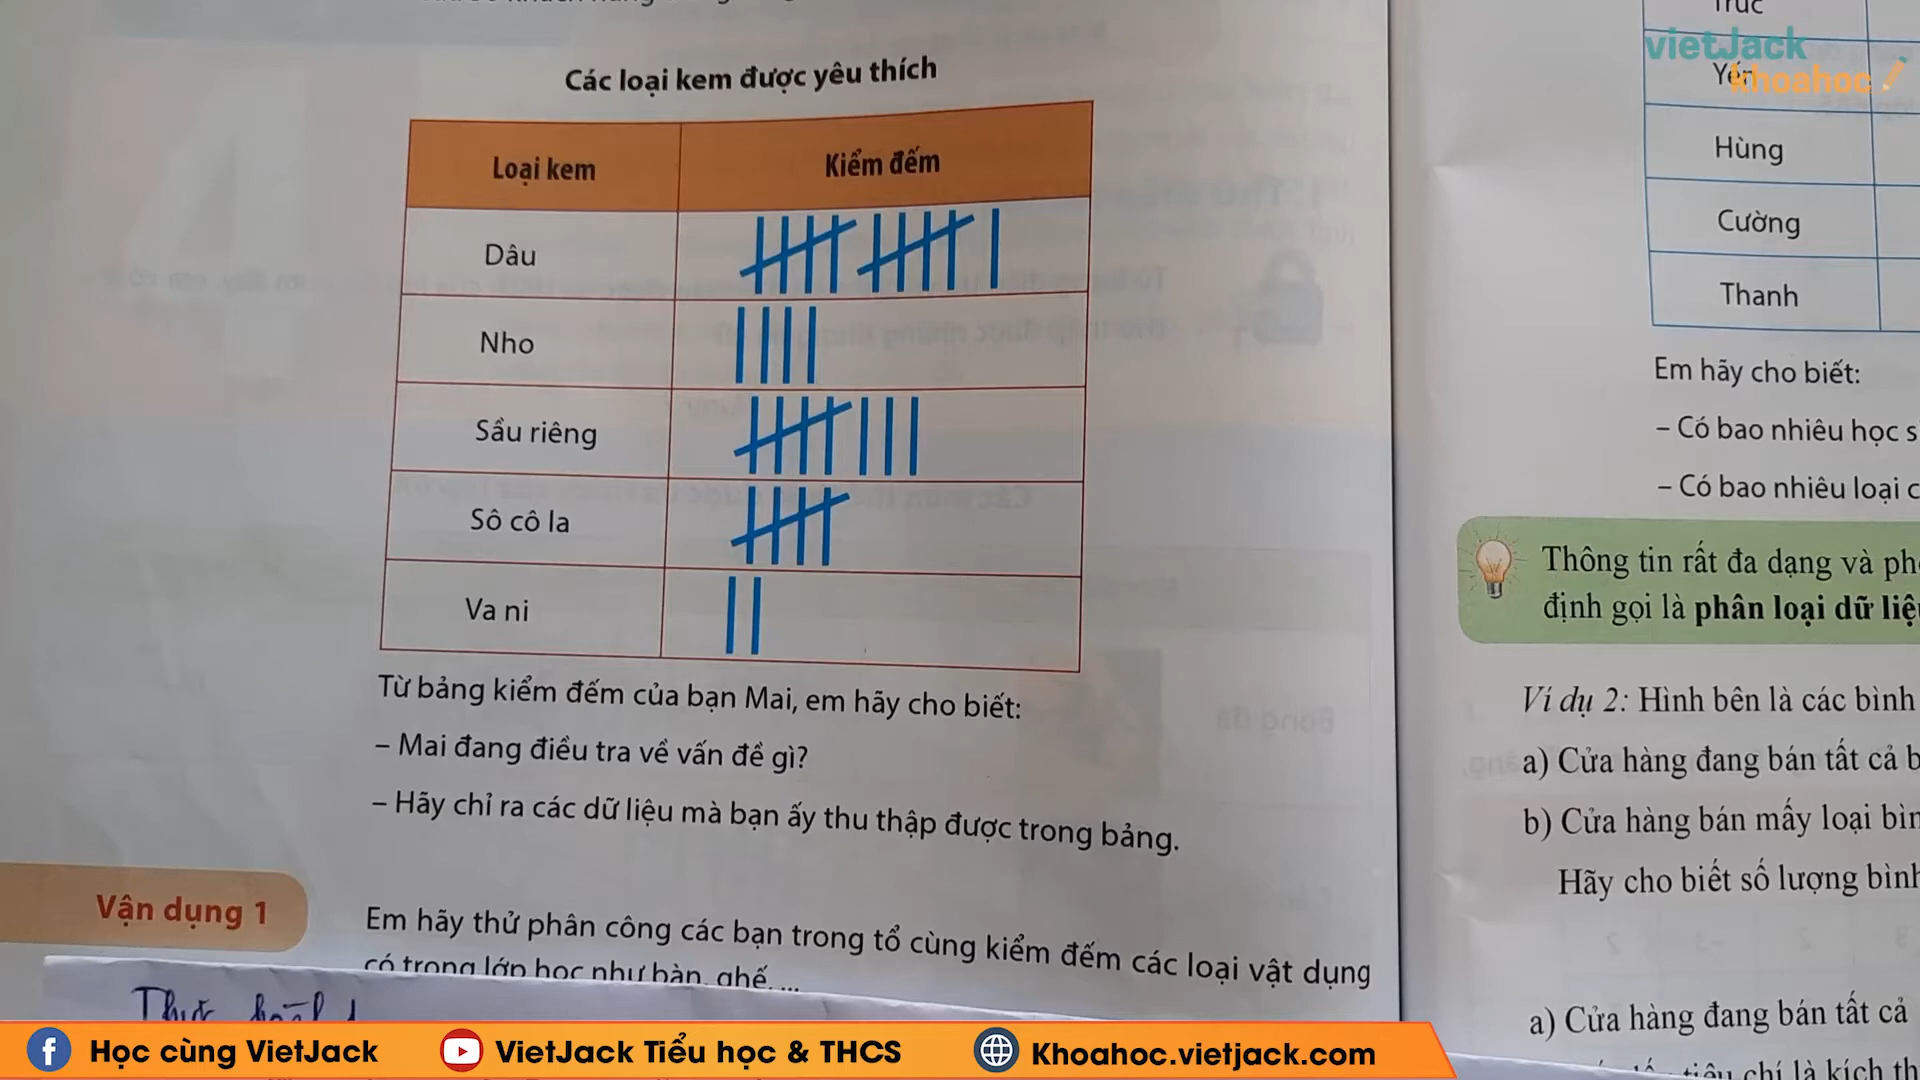 Các loại kem được yêu thích
Loại kem
Kiểm đếm
Dâu
Nho
Sầu riêng
Sô cô la
Va ni
Từ bảng kiểm đếm của bạn Mai, em hãy cho biết:
– Mai đang điều tra về vấn đề gì?
– Hãy chỉ ra các dữ liệu mà bạn ấy thu thập được trong bảng.
Vận dụng 1
Em hãy thử phân công các bạn trong tổ cùng kiểm đếm các loại vật dụng
có trong lớp học như bàn, ghế, ...
Trúc
vietJack
Yến
khoahoc
Hùng
Cường
Thanh
Em hãy cho biết:
– Có bao nhiêu học s
– Có bao nhiêu loại c
Thông tin rất đa dạng và ph
định gọi là phân loại dữ liệ
Ví dụ 2: Hình bên là các bình
a) Cửa hàng đang bán tất cả b
b) Cửa hàng bán mấy loại bìn
Hãy cho biết số lượng bình
a) Cửa hàng đang bán tất cả
tiêu chí là kích th
Học cùng VietJack
VietJack Tiểu học & THCS
Khoahoc.vietjack.com